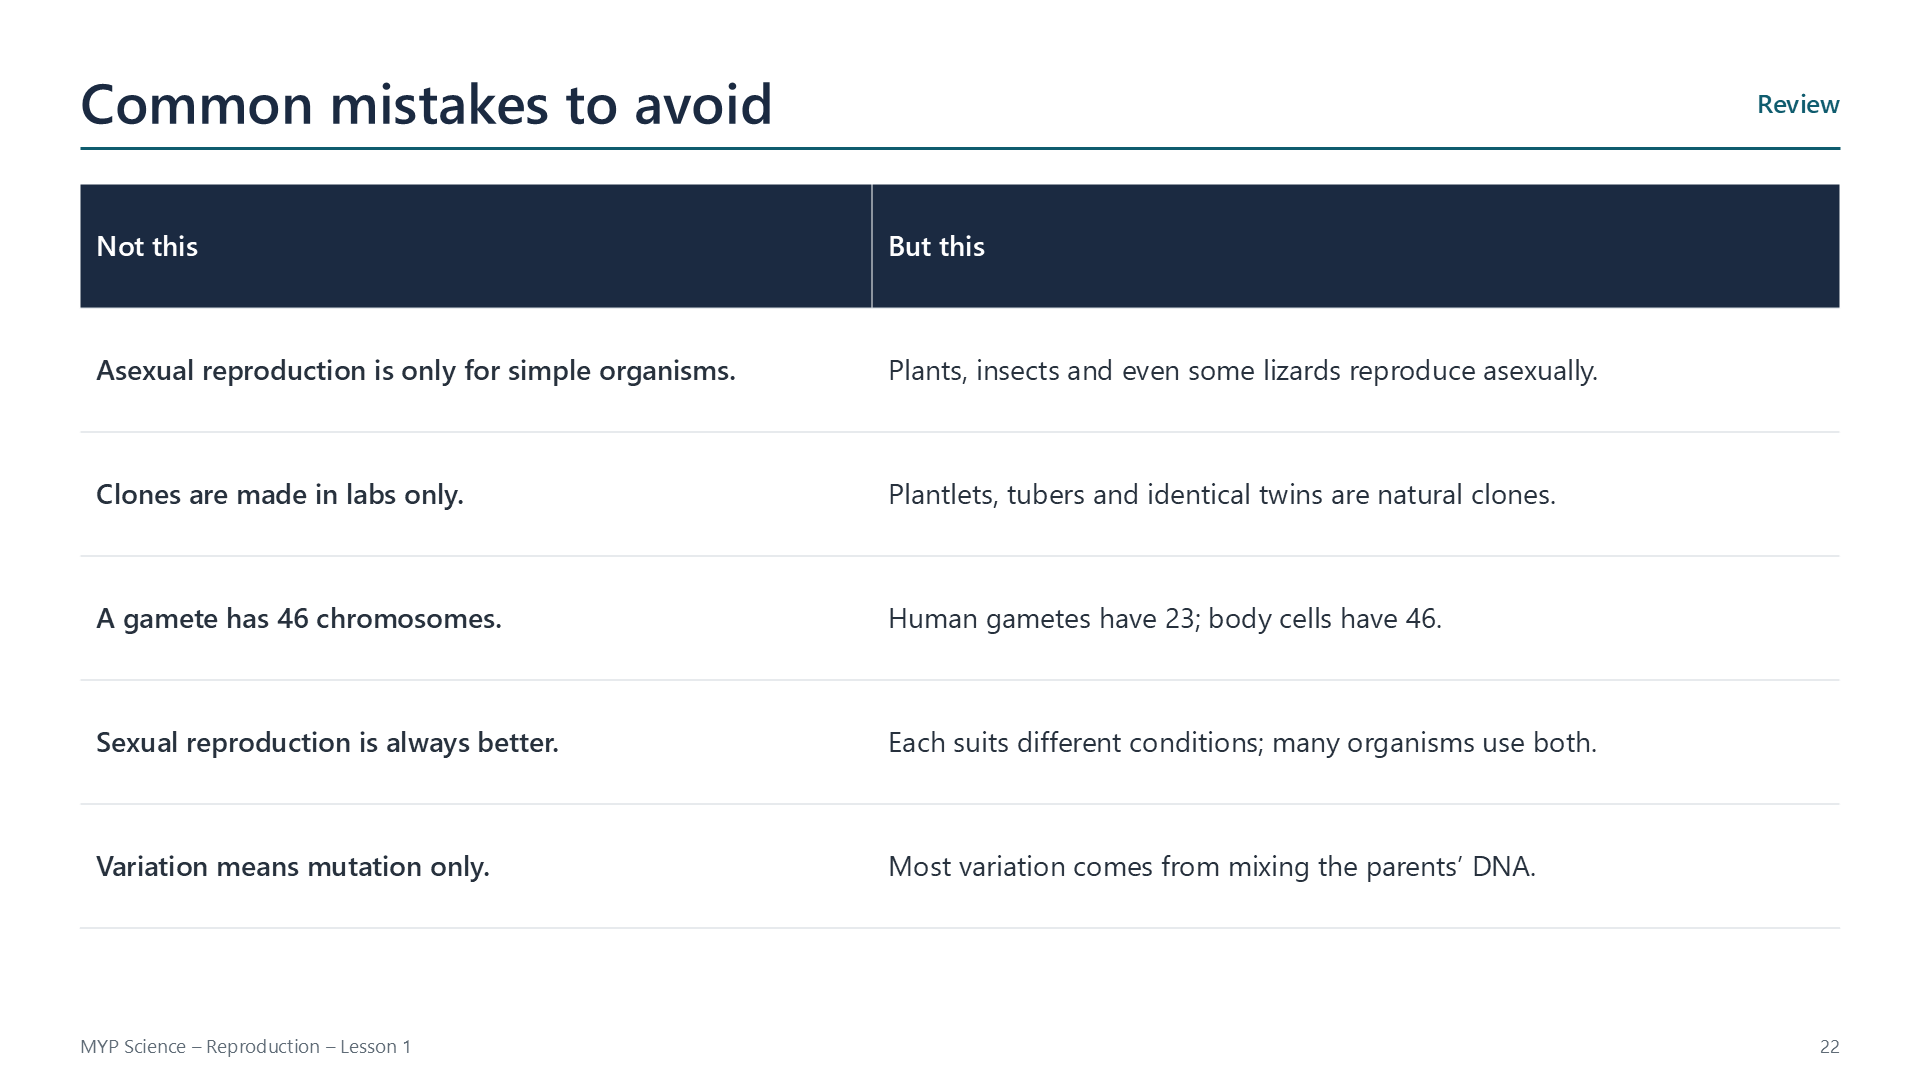 Common mistakes to avoid
Review
Not this
But this
Asexual reproduction is only for simple organisms.
Plants, insects and even some lizards reproduce asexually.
Clones are made in labs only.
Plantlets, tubers and identical twins are natural clones.
A gamete has 46 chromosomes.
Human gametes have 23; body cells have 46.
Sexual reproduction is always better.
Each suits different conditions; many organisms use both.
Variation means mutation only.
Most variation comes from mixing the parents’ DNA.
MYP Science – Reproduction – Lesson 1
22